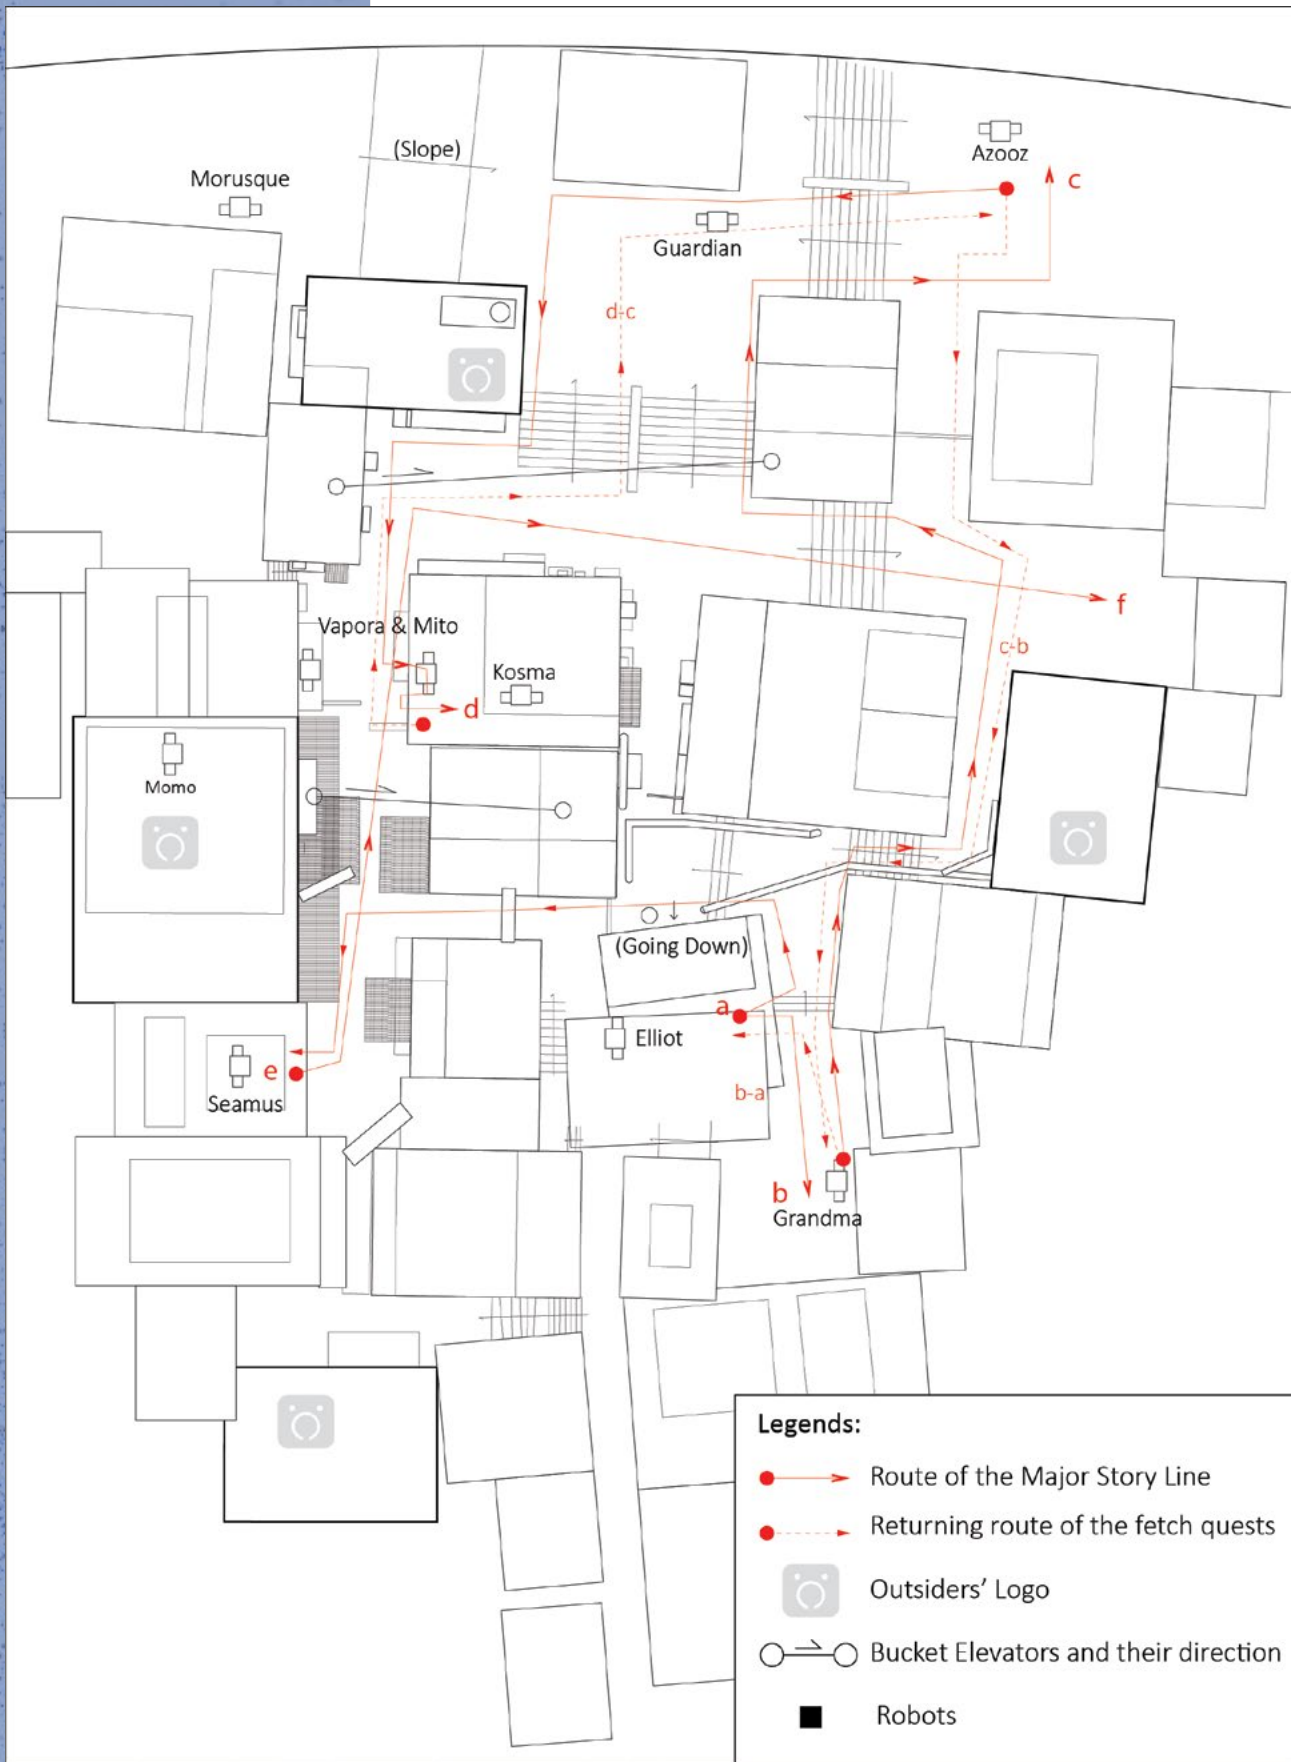 (Slope)
Azooz
c
Morusque
Guardian
d-c
f
Vapora & Mito
c-b
Kosma
d
Momo
(Going Down)
a
Elliot
e
Seamus
b-a
b
Grandma
Legends:
Route of the Major Story Line
Returning route of the fetch quests
Outsiders’ Logo
Bucket Elevators and their direction
Robots